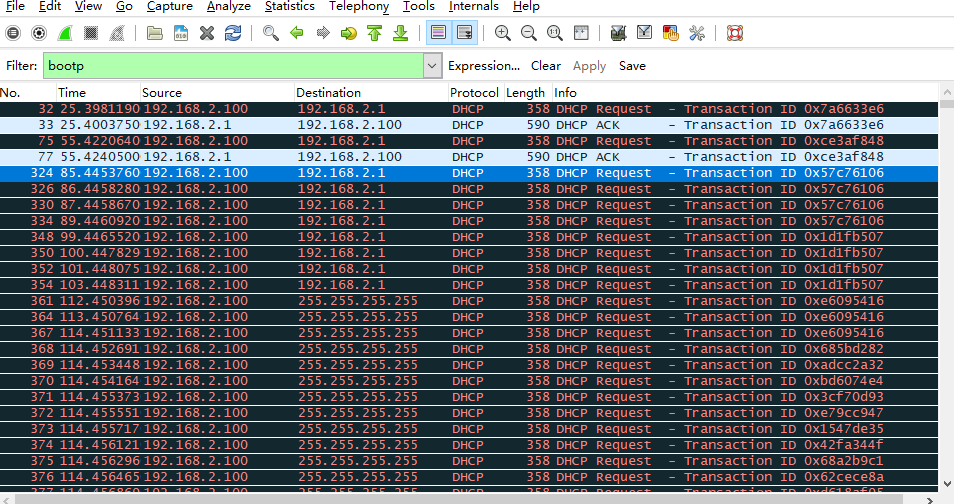 File Edit View Go Capture Analyze Statistics Telephony Tools Internals Help
Filter: bootp Expression... Clear Apply Save
No. Time Source Destination Protocol Length Info
32 25.3981190 192.168.2.100 192.168.2.1 DHCP 358 DHCP Request - Transaction ID 0x7a6633e6
33 25.4003750 192.168.2.1 192.168.2.100 DHCP 590 DHCP ACK - Transaction ID 0x7a6633e6
75 55.4220640 192.168.2.100 192.168.2.1 DHCP 358 DHCP Request - Transaction ID 0xce3af848
77 55.4240500 192.168.2.1 192.168.2.100 DHCP 590 DHCP ACK - Transaction ID 0xce3af848
324 85.4453760 192.168.2.100 192.168.2.1 DHCP 358 DHCP Request - Transaction ID 0x57c76106
326 86.4458280 192.168.2.100 192.168.2.1 DHCP 358 DHCP Request - Transaction ID 0x57c76106
330 87.4458670 192.168.2.100 192.168.2.1 DHCP 358 DHCP Request - Transaction ID 0x57c76106
334 89.4460920 192.168.2.100 192.168.2.1 DHCP 358 DHCP Request - Transaction ID 0x57c76106
348 99.4465520 192.168.2.100 192.168.2.1 DHCP 358 DHCP Request - Transaction ID 0x1d1fb507
350 100.447829 192.168.2.100 192.168.2.1 DHCP 358 DHCP Request - Transaction ID 0x1d1fb507
352 101.448075 192.168.2.100 192.168.2.1 DHCP 358 DHCP Request - Transaction ID 0x1d1fb507
354 103.448311 192.168.2.100 192.168.2.1 DHCP 358 DHCP Request - Transaction ID 0x1d1fb507
361 112.450396 192.168.2.100 255.255.255.255 DHCP 358 DHCP Request - Transaction ID 0xe6095416
364 113.450764 192.168.2.100 255.255.255.255 DHCP 358 DHCP Request - Transaction ID 0xe6095416
367 114.451133 192.168.2.100 255.255.255.255 DHCP 358 DHCP Request - Transaction ID 0xe6095416
368 114.452691 192.168.2.100 255.255.255.255 DHCP 358 DHCP Request - Transaction ID 0x685bd282
369 114.453448 192.168.2.100 255.255.255.255 DHCP 358 DHCP Request - Transaction ID 0xadcc2a32
370 114.454164 192.168.2.100 255.255.255.255 DHCP 358 DHCP Request - Transaction ID 0xbd6074e4
371 114.455373 192.168.2.100 255.255.255.255 DHCP 358 DHCP Request - Transaction ID 0x3cf70d93
372 114.455551 192.168.2.100 255.255.255.255 DHCP 358 DHCP Request - Transaction ID 0xe79cc947
373 114.455717 192.168.2.100 255.255.255.255 DHCP 358 DHCP Request - Transaction ID 0x1547de35
374 114.456121 192.168.2.100 255.255.255.255 DHCP 358 DHCP Request - Transaction ID 0x42fa344f
375 114.456296 192.168.2.100 255.255.255.255 DHCP 358 DHCP Request - Transaction ID 0x68a2b9c1
376 114.456465 192.168.2.100 255.255.255.255 DHCP 358 DHCP Request - Transaction ID 0x62cece8a